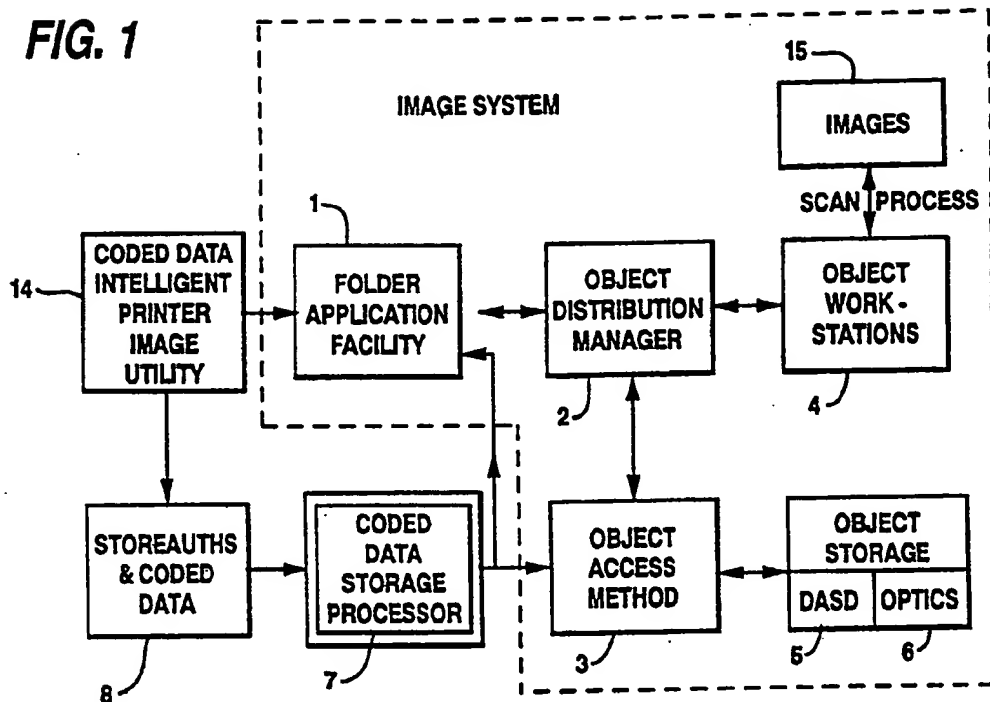 FIG. 1
15
IMAGE SYSTEM
IMAGES
SCAN PROCESS
1
14
CODED DATA
INTELLIGENT
PRINTER
IMAGE
UTILITY
FOLDER
APPLICATION
FACILITY
OBJECT
DISTRIBUTION
MANAGER
2
OBJECT
WORK-
STATIONS
4
STOREAUTHS
& CODED
DATA
8
CODED
DATA
STORAGE
PROCESSOR
7
OBJECT
ACCESS
METHOD
3
OBJECT
STORAGE
DASD
OPTICS
5
6